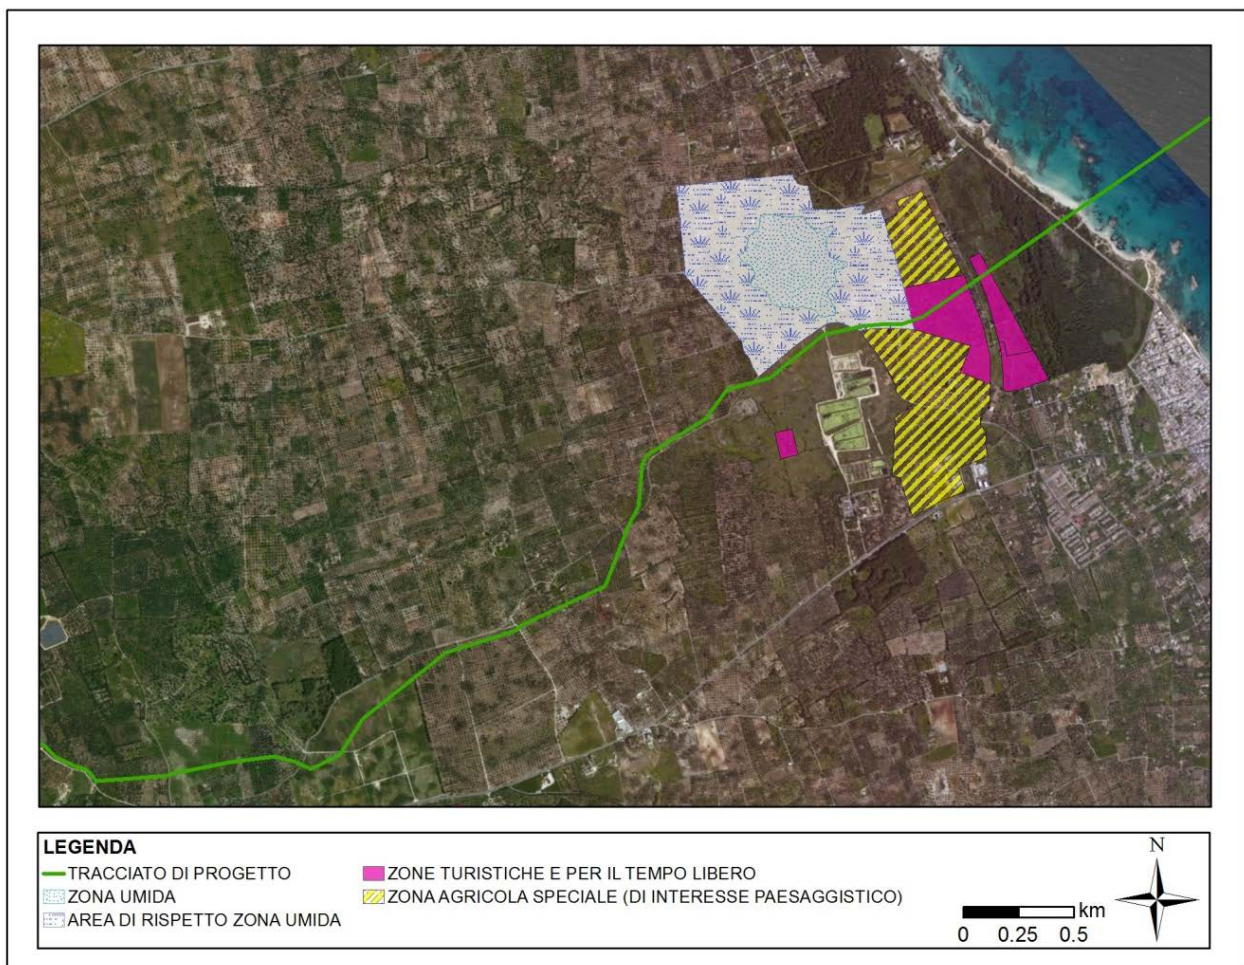 LEGENDA
TRACCIATO DI PROGETTO
ZONA UMIDA
AREA DI RISPETTO ZONA UMIDA
ZONE TURISTICHE E PER IL TEMPO LIBERO
ZONA AGRICOLA SPECIALE (DI INTERESSE PAESAGGISTICO)
km
0 0.25 0.5
N